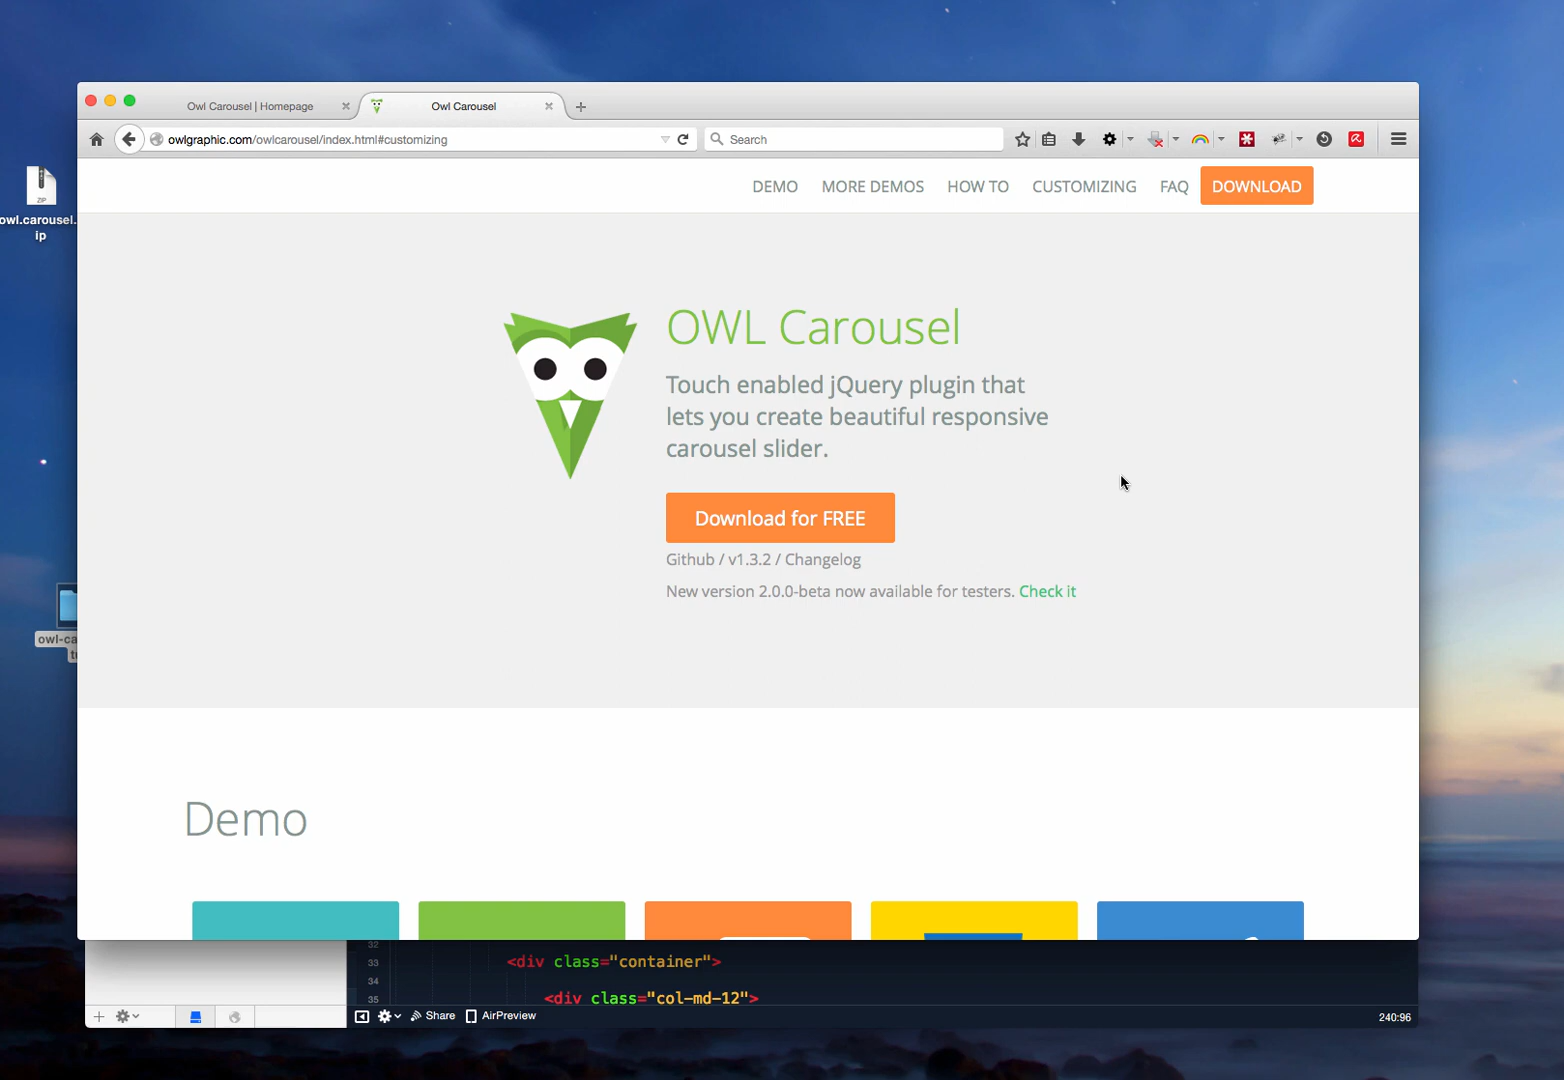 Owl Carousel | Homepage
Owl Carousel
owlgraphic.com/owlcarousel/index.html#customizing
Search
DEMO
MORE DEMOS
HOW TO
CUSTOMIZING
FAQ
DOWNLOAD
ZIP
owl.carousel.
ip
OWL Carousel
Touch enabled jQuery plugin that
lets you create beautiful responsive
carousel slider.
Download for FREE
Github / v1.3.2 / Changelog
New version 2.0.0-beta now available for testers. Check it
owl-ca
Demo
32
33 <div class="container">
34
35 <div class="col-md-12">
Share
AirPreview
240:96